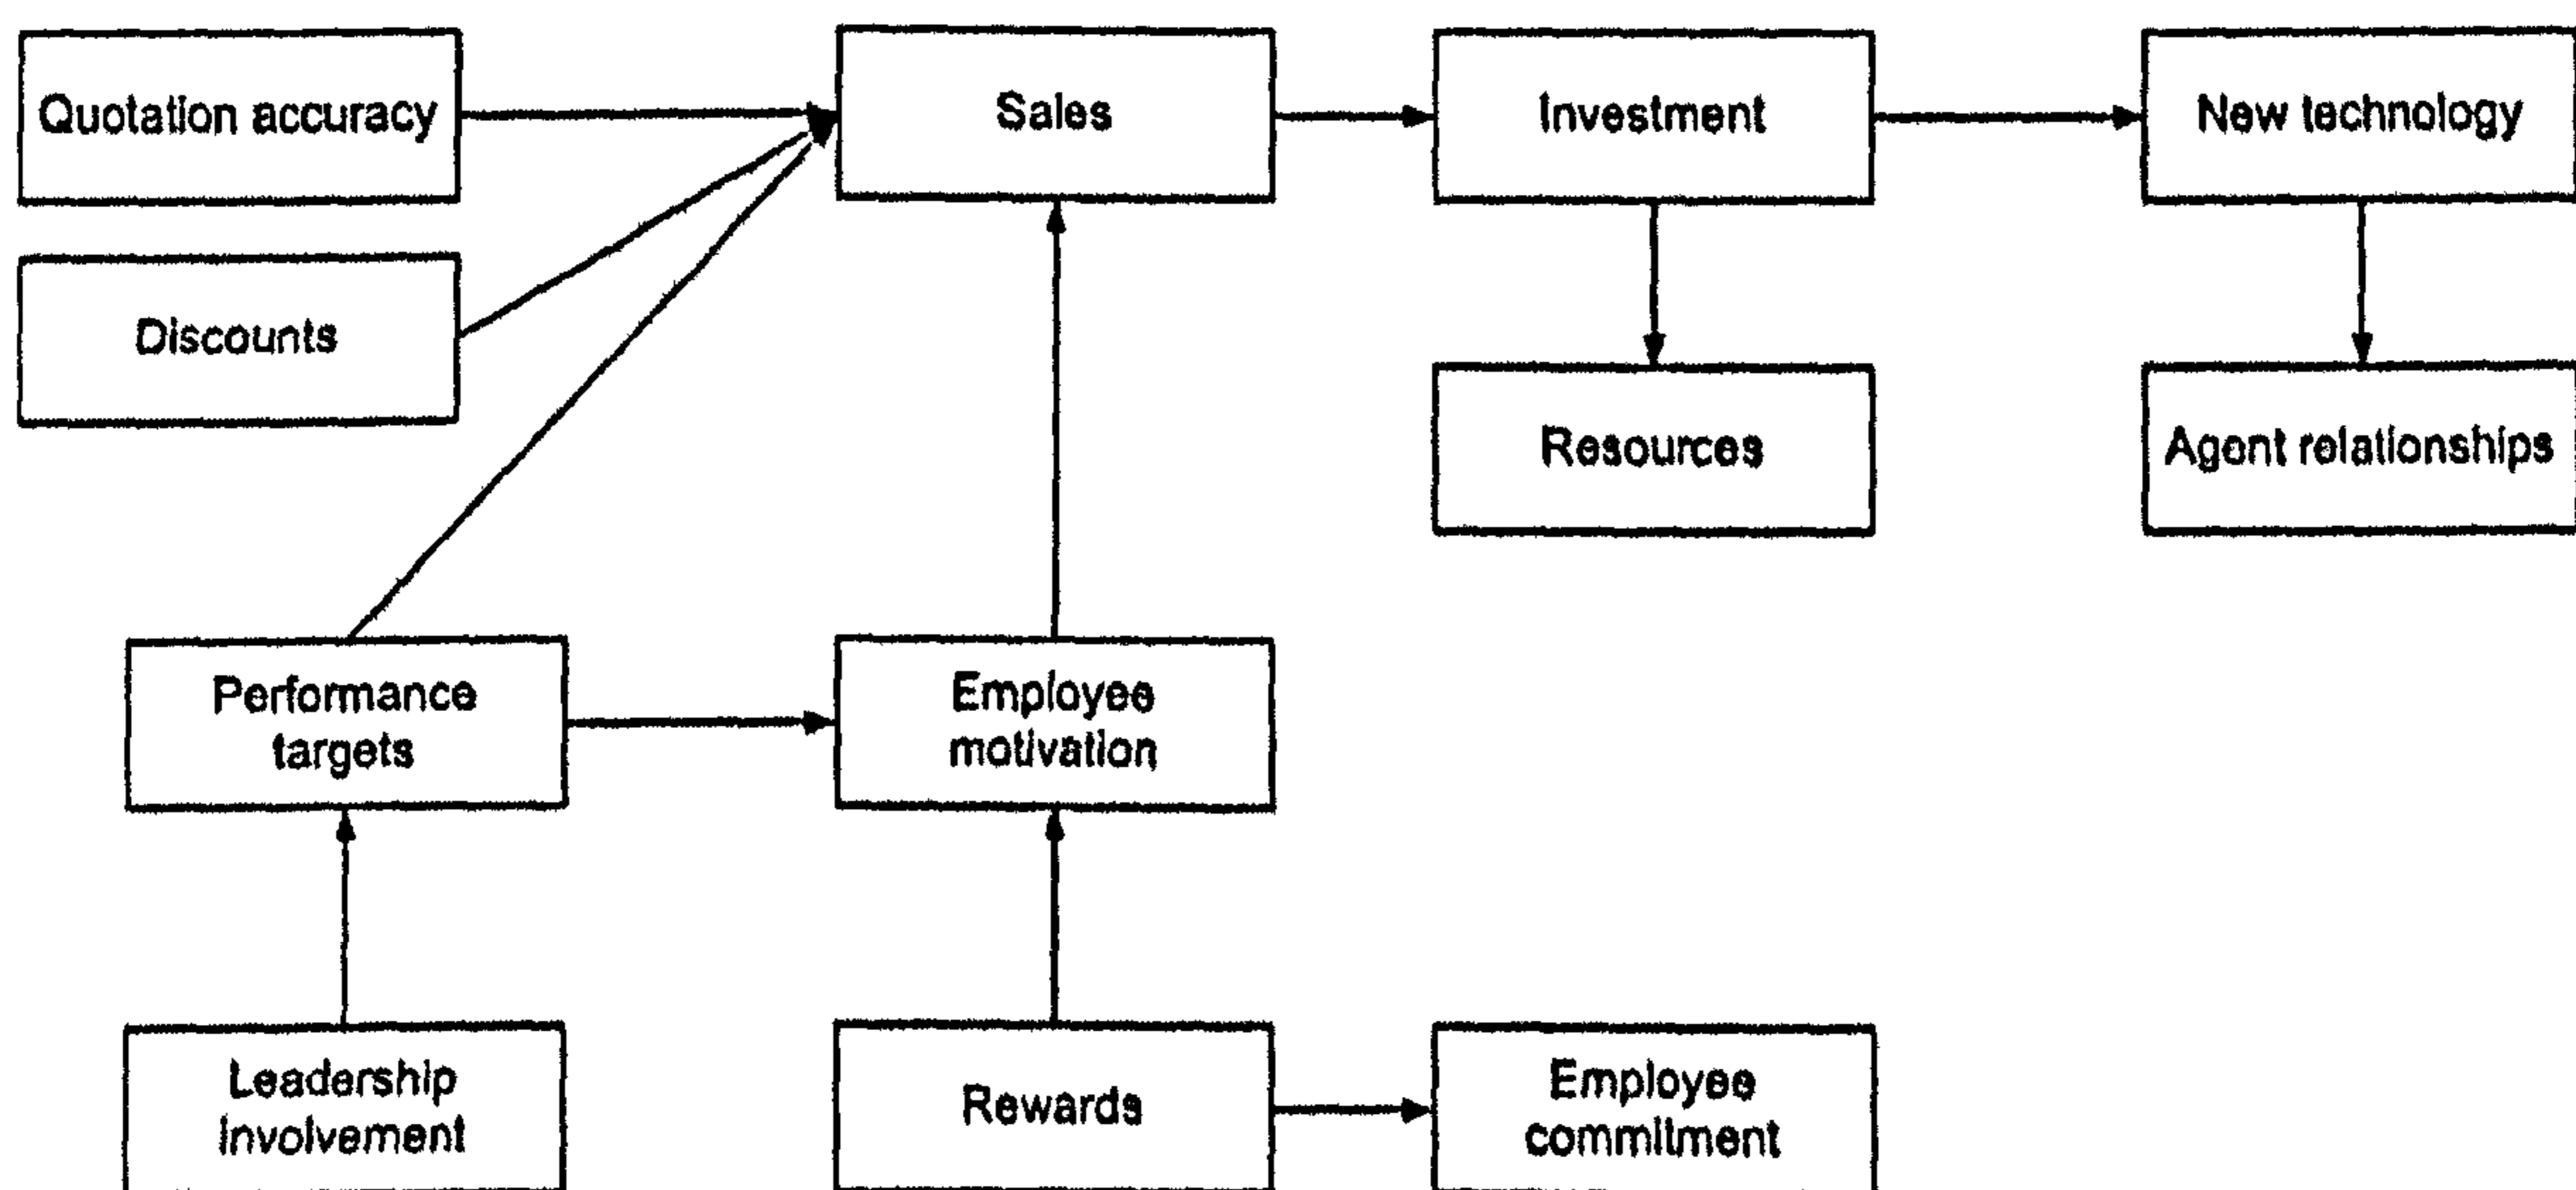 Quotation accuracy
Sales
Investment
New technology
Discounts
Resources
Agent relationships
Performance
targets
Employee
motivation
Leadership
Involvement
Rewards
Employee
commitment